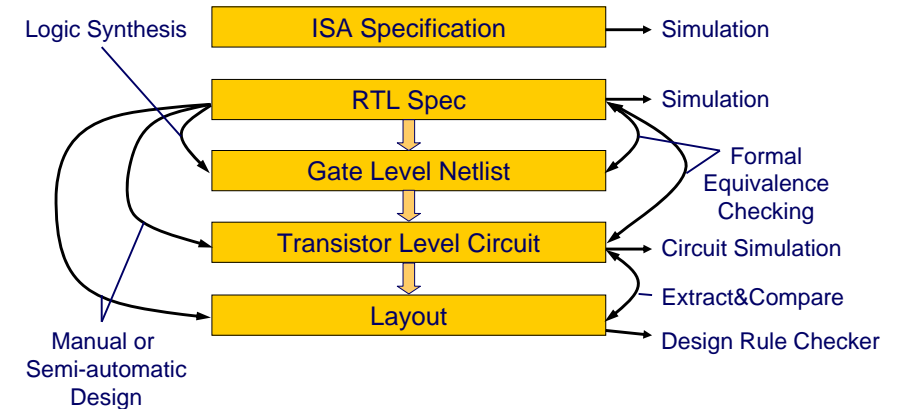 Logic Synthesis
ISA Specification
Simulation
RTL Spec
Simulation
Gate Level Netlist
Formal
Equivalence
Checking
Transistor Level Circuit
Circuit Simulation
Extract&Compare
Layout
Design Rule Checker
Manual or
Semi-automatic
Design